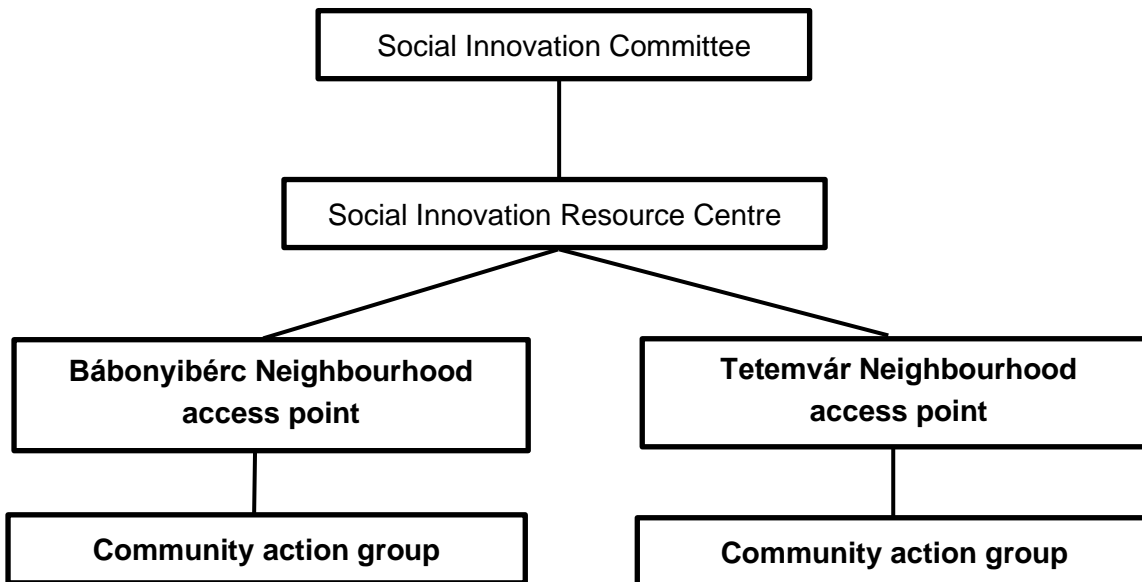 Social Innovation Committee
Social Innovation Resource Centre
Bábonyibérc Neighbourhood
access point
Tetemvár Neighbourhood
access point
Community action group
Community action group